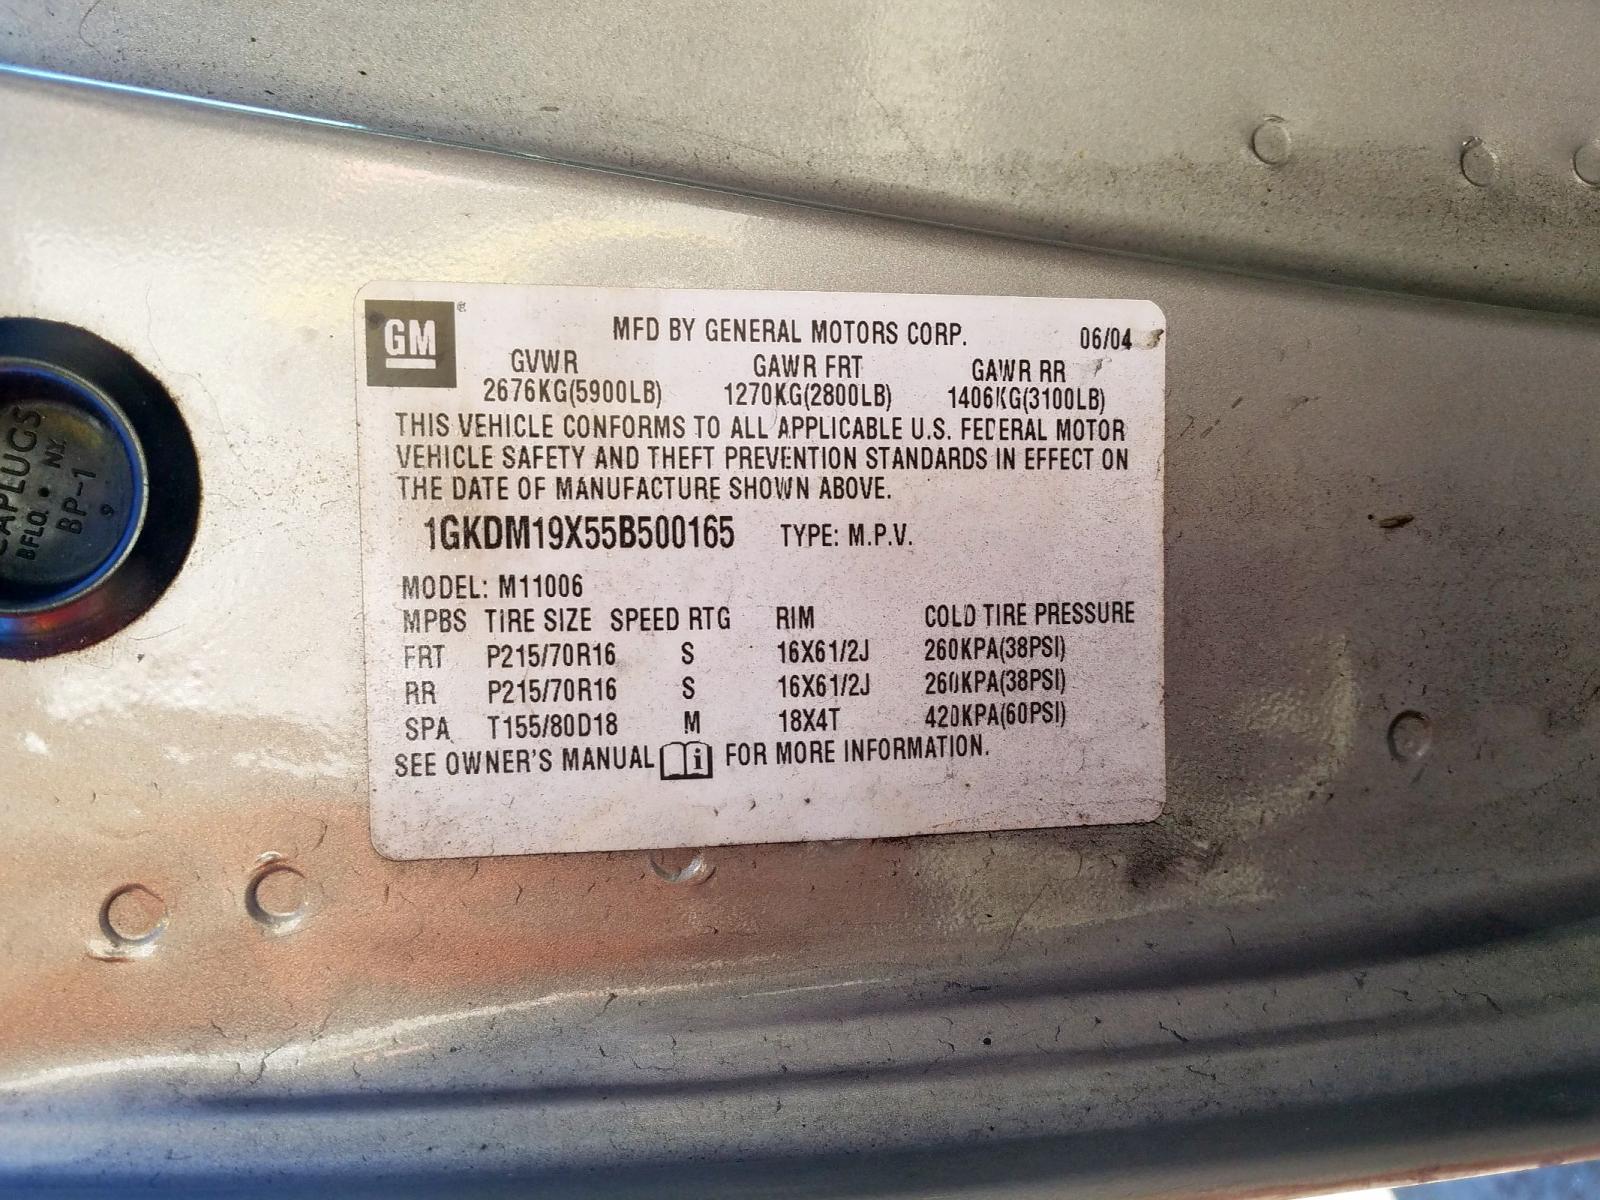 GM ®
MFD BY GENERAL MOTORS CORP. 06/04
GVWR GAWR FRT GAWR RR
2676KG(5900LB) 1270KG(2800LB) 1406KG(3100LB)
THIS VEHICLE CONFORMS TO ALL APPLICABLE U.S. FEDERAL MOTOR
VEHICLE SAFETY AND THEFT PREVENTION STANDARDS IN EFFECT ON
THE DATE OF MANUFACTURE SHOWN ABOVE.
1GKDM19X55B500165 TYPE: M.P.V.
MODEL: M11006
MPBS TIRE SIZE SPEED RTG RIM COLD TIRE PRESSURE
FRT P215/70R16 S 16X61/2J 260KPA(38PSI)
RR P215/70R16 S 16X61/2J 260KPA(38PSI)
SPA T155/80D18 M 18X4T 420KPA(60PSI)
SEE OWNER'S MANUAL i FOR MORE INFORMATION.
BFLO. • N.Y.
BP-1
9